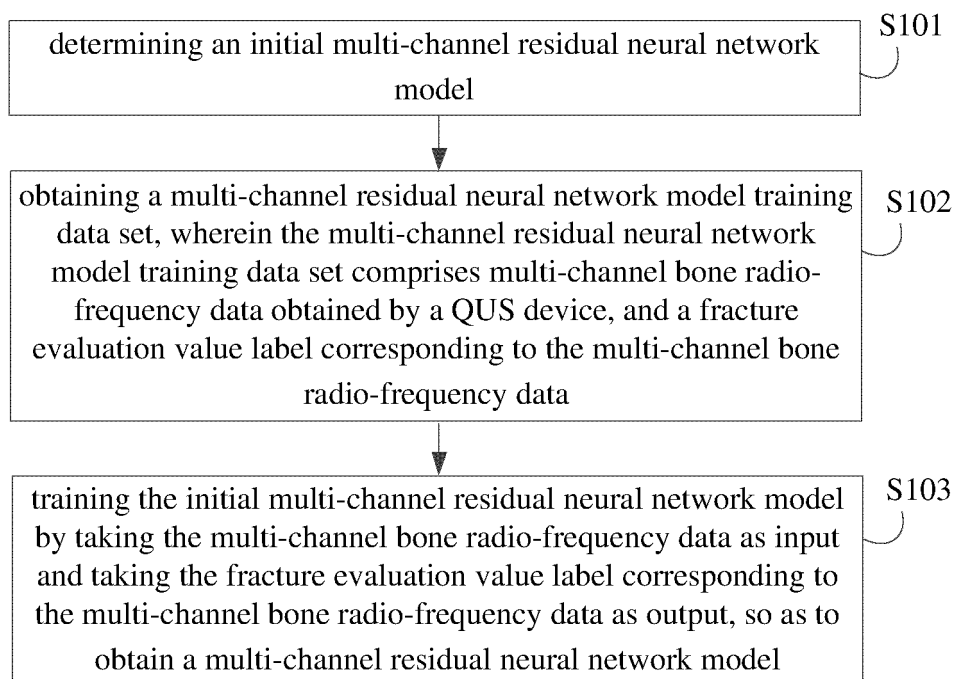 determining an initial multi-channel residual neural network
model
S101
obtaining a multi-channel residual neural network model training
data set, wherein the multi-channel residual neural network
model training data set comprises multi-channel bone radio-
frequency data obtained by a QUS device, and a fracture
evaluation value label corresponding to the multi-channel bone
radio-frequency data
S102
training the initial multi-channel residual neural network model
by taking the multi-channel bone radio-frequency data as input
and taking the fracture evaluation value label corresponding to
the multi-channel bone radio-frequency data as output, so as to
obtain a multi-channel residual neural network model
S103